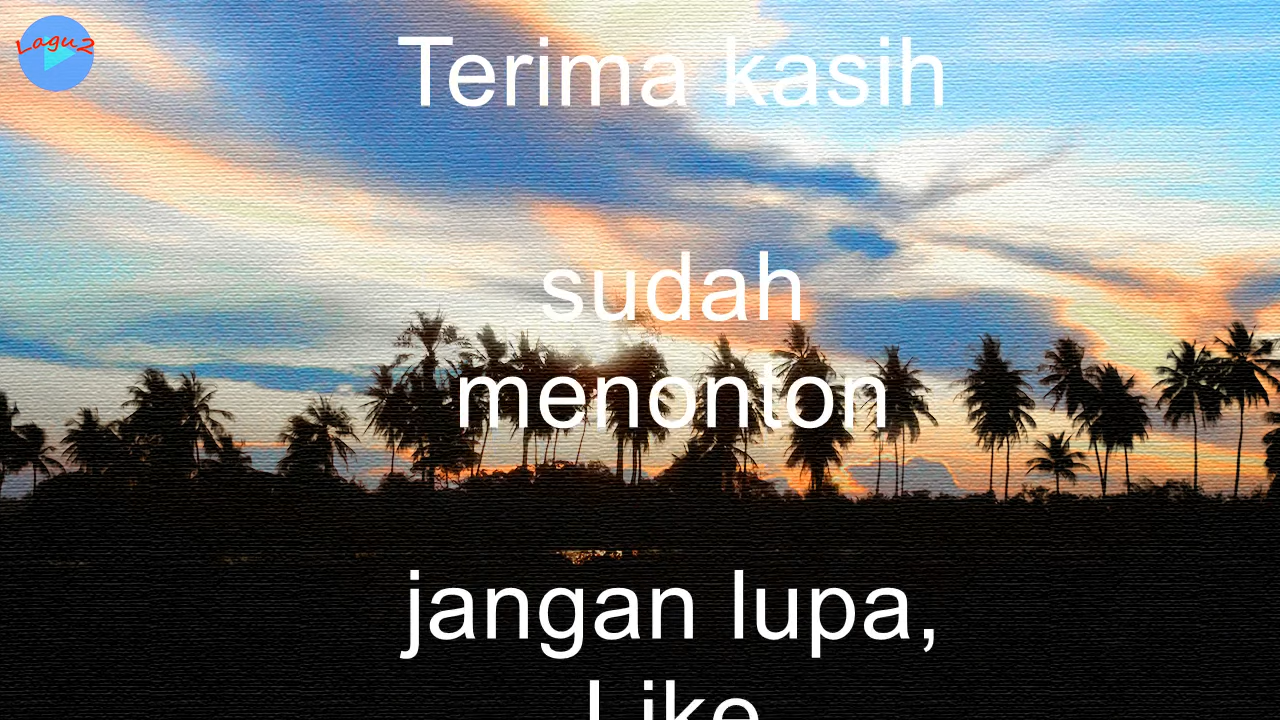 Lagu2
Terima kasih
sudah
menonton
jangan lupa,
Like